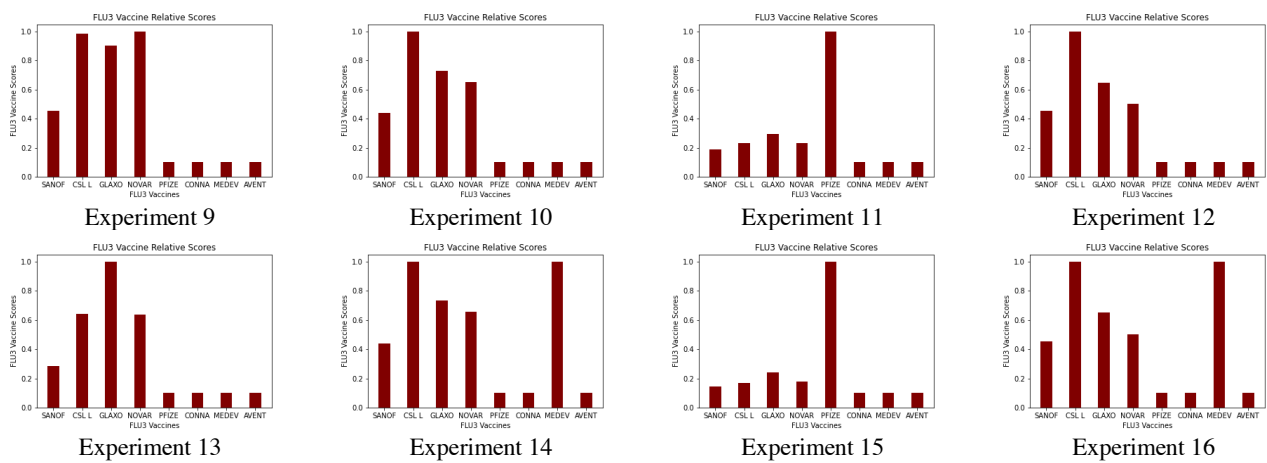 FLU3 Vaccine Relative Scores
FLU3 Vaccine Scores
1.0
0.8
0.6
0.4
0.2
0.0
SANOF CSL L GLAXO NOVAR PFIZE CONNA MEDEV AVENT
FLU3 Vaccines
Experiment 9
FLU3 Vaccine Relative Scores
FLU3 Vaccine Scores
1.0
0.8
0.6
0.4
0.2
0.0
SANOF CSL L GLAXO NOVAR PFIZE CONNA MEDEV AVENT
FLU3 Vaccines
Experiment 10
FLU3 Vaccine Relative Scores
FLU3 Vaccine Scores
1.0
0.8
0.6
0.4
0.2
0.0
SANOF CSL L GLAXO NOVAR PFIZE CONNA MEDEV AVENT
FLU3 Vaccines
Experiment 11
FLU3 Vaccine Relative Scores
FLU3 Vaccine Scores
1.0
0.8
0.6
0.4
0.2
0.0
SANOF CSL L GLAXO NOVAR PFIZE CONNA MEDEV AVENT
FLU3 Vaccines
Experiment 12
FLU3 Vaccine Relative Scores
FLU3 Vaccine Scores
1.0
0.8
0.6
0.4
0.2
0.0
SANOF CSL L GLAXO NOVAR PFIZE CONNA MEDEV AVENT
FLU3 Vaccines
Experiment 13
FLU3 Vaccine Relative Scores
FLU3 Vaccine Scores
1.0
0.8
0.6
0.4
0.2
0.0
SANOF CSL L GLAXO NOVAR PFIZE CONNA MEDEV AVENT
FLU3 Vaccines
Experiment 14
FLU3 Vaccine Relative Scores
FLU3 Vaccine Scores
1.0
0.8
0.6
0.4
0.2
0.0
SANOF CSL L GLAXO NOVAR PFIZE CONNA MEDEV AVENT
FLU3 Vaccines
Experiment 15
FLU3 Vaccine Relative Scores
FLU3 Vaccine Scores
1.0
0.8
0.6
0.4
0.2
0.0
SANOF CSL L GLAXO NOVAR PFIZE CONNA MEDEV AVENT
FLU3 Vaccines
Experiment 16